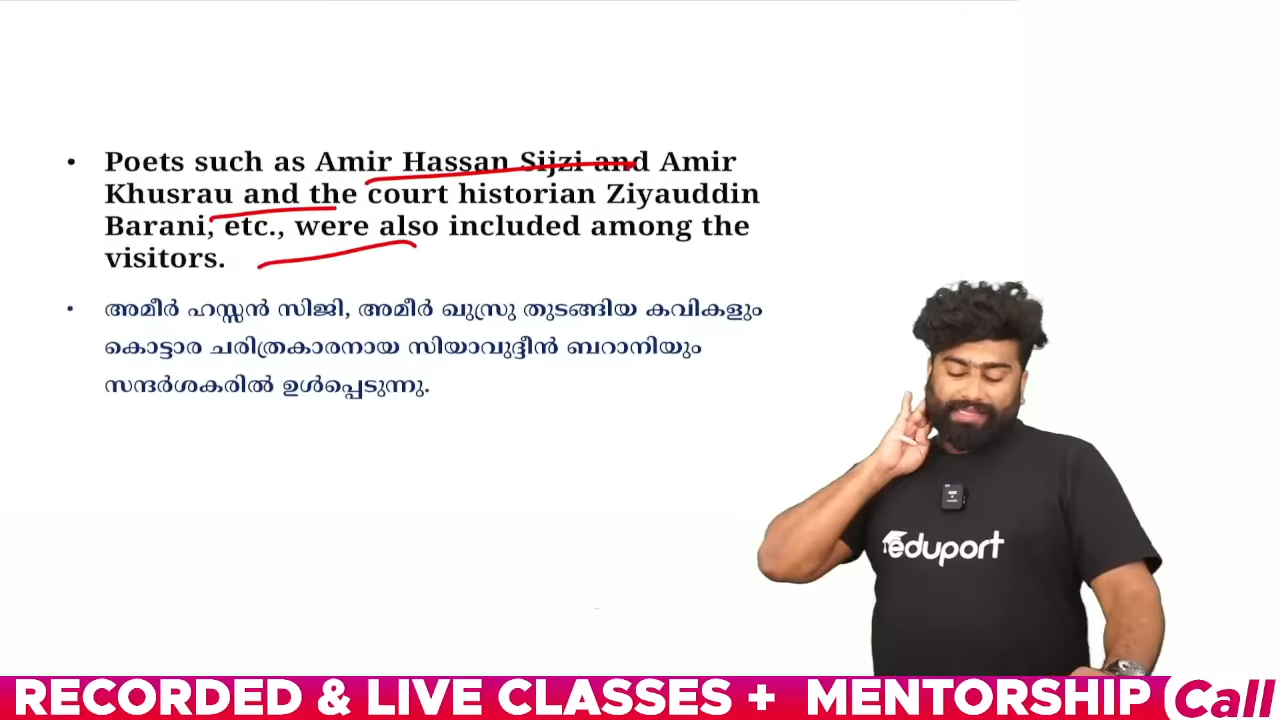 • Poets such as Amir Hassan Sijzi and Amir
Khusrau and the court historian Ziyauddin
Barani, etc., were also included among the
visitors.
• അമീർ ഹസ്സൻ സിജി, അമീർ ഖുസ്രു തുടങ്ങിയ കവികളും
കൊട്ടാര ചരിത്രകാരനായ സിയാവുദ്ദീൻ ബറാനിയും
സന്ദർശകരിൽ ഉൾപ്പെടുന്നു.
eduport
RECORDED & LIVE CLASSES + MENTORSHIP (Call